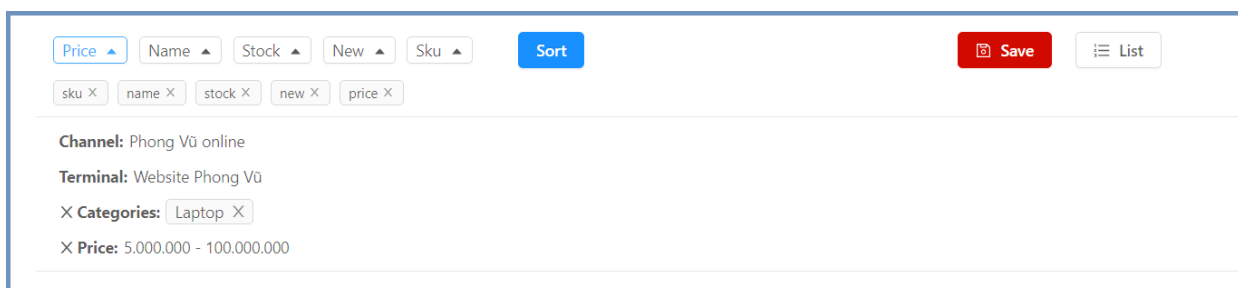 Price Name Stock New Sku Sort Save List
sku name stock new price
Channel: Phong Vũ online
Terminal: Website Phong Vũ
Categories: Laptop
Price: 5.000.000 - 100.000.000